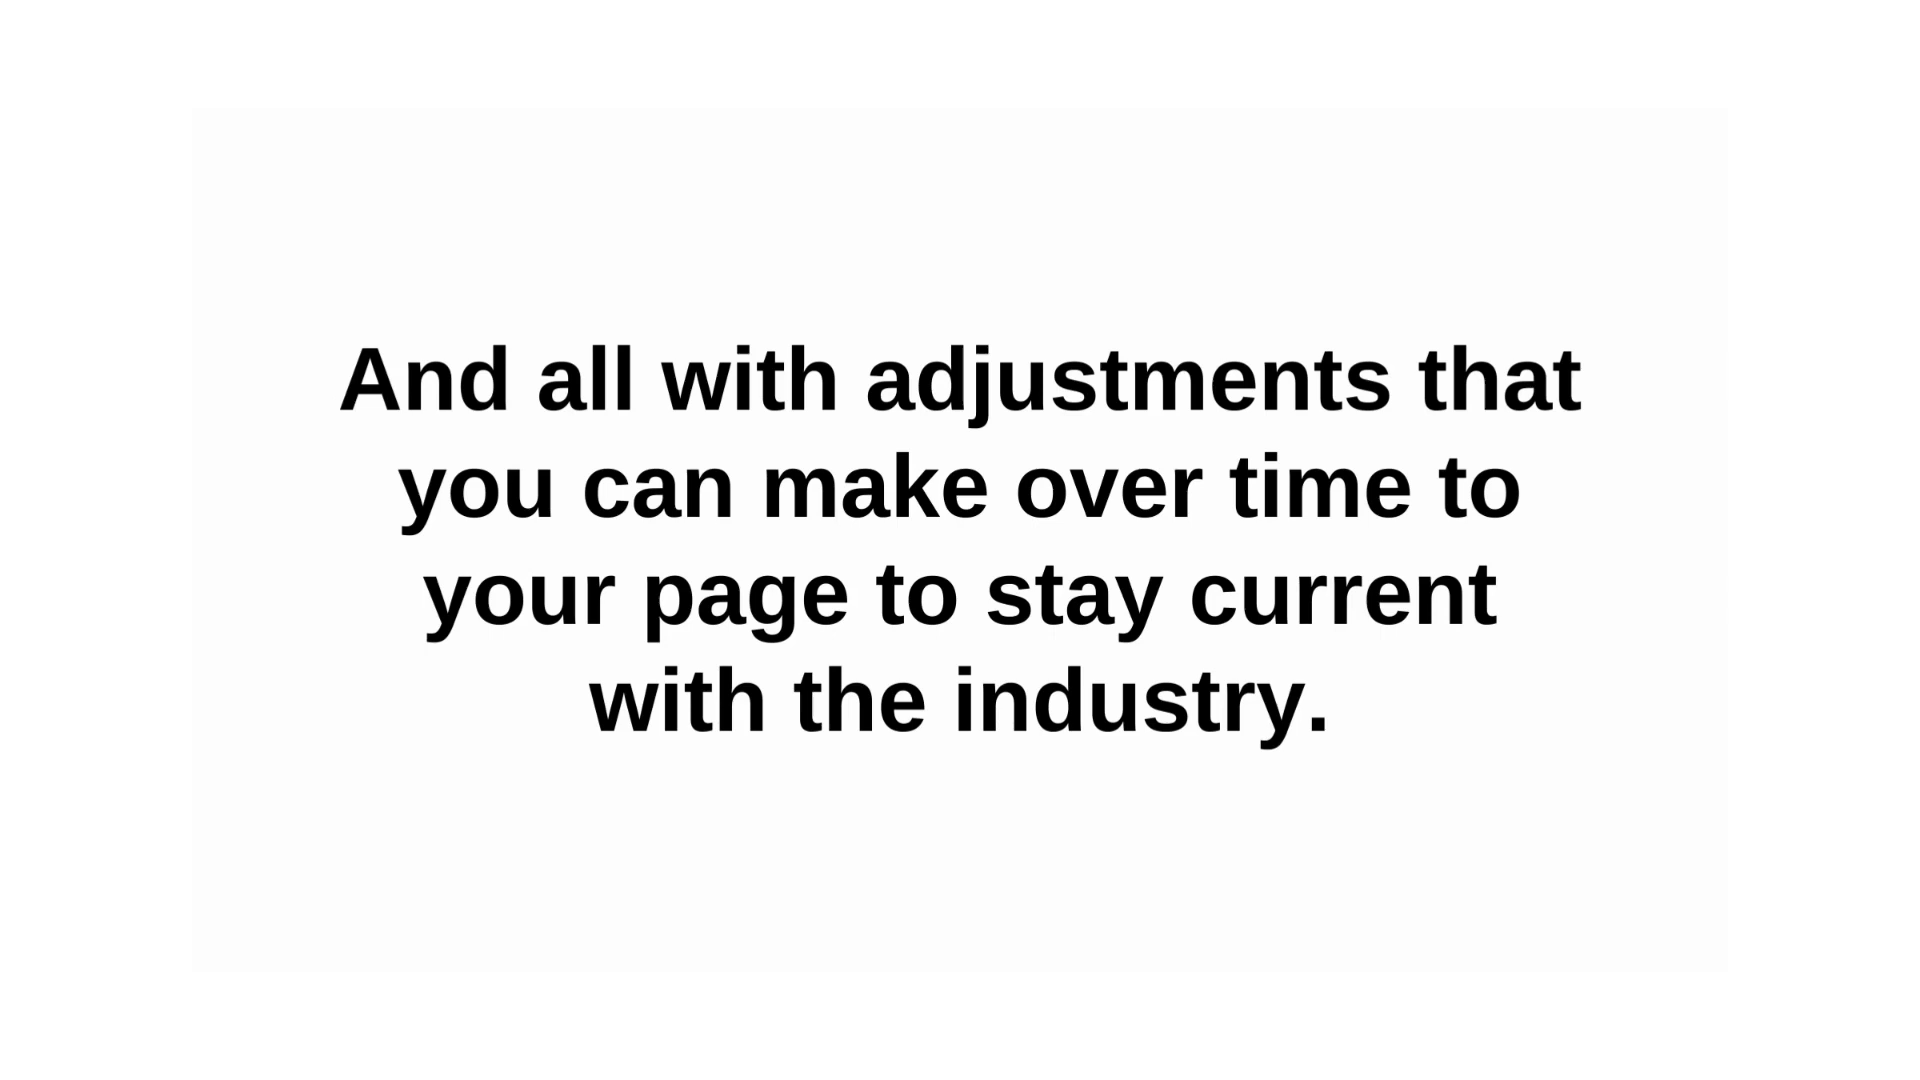 And all with adjustments that
you can make over time to
your page to stay current
with the industry.